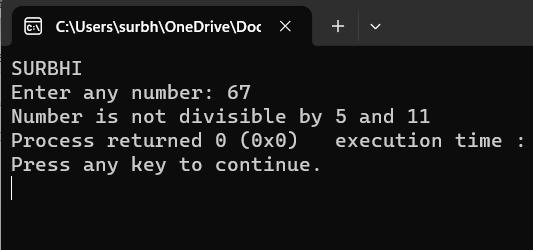 C:\Users\surbh\OneDrive\Doc
SURBHI
Enter any number: 67
Number is not divisible by 5 and 11
Process returned 0 (0x0)   execution time :
Press any key to continue.